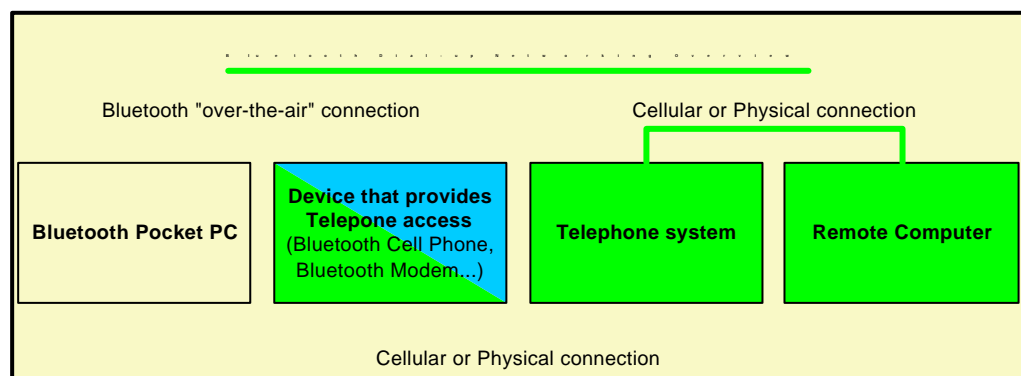 Bluetooth "over-the-air" connection
Cellular or Physical connection
Bluetooth Pocket PC
Device that provides
Telepone access
(Bluetooth Cell Phone,
Bluetooth Modem...)
Telephone system
Remote Computer
Cellular or Physical connection